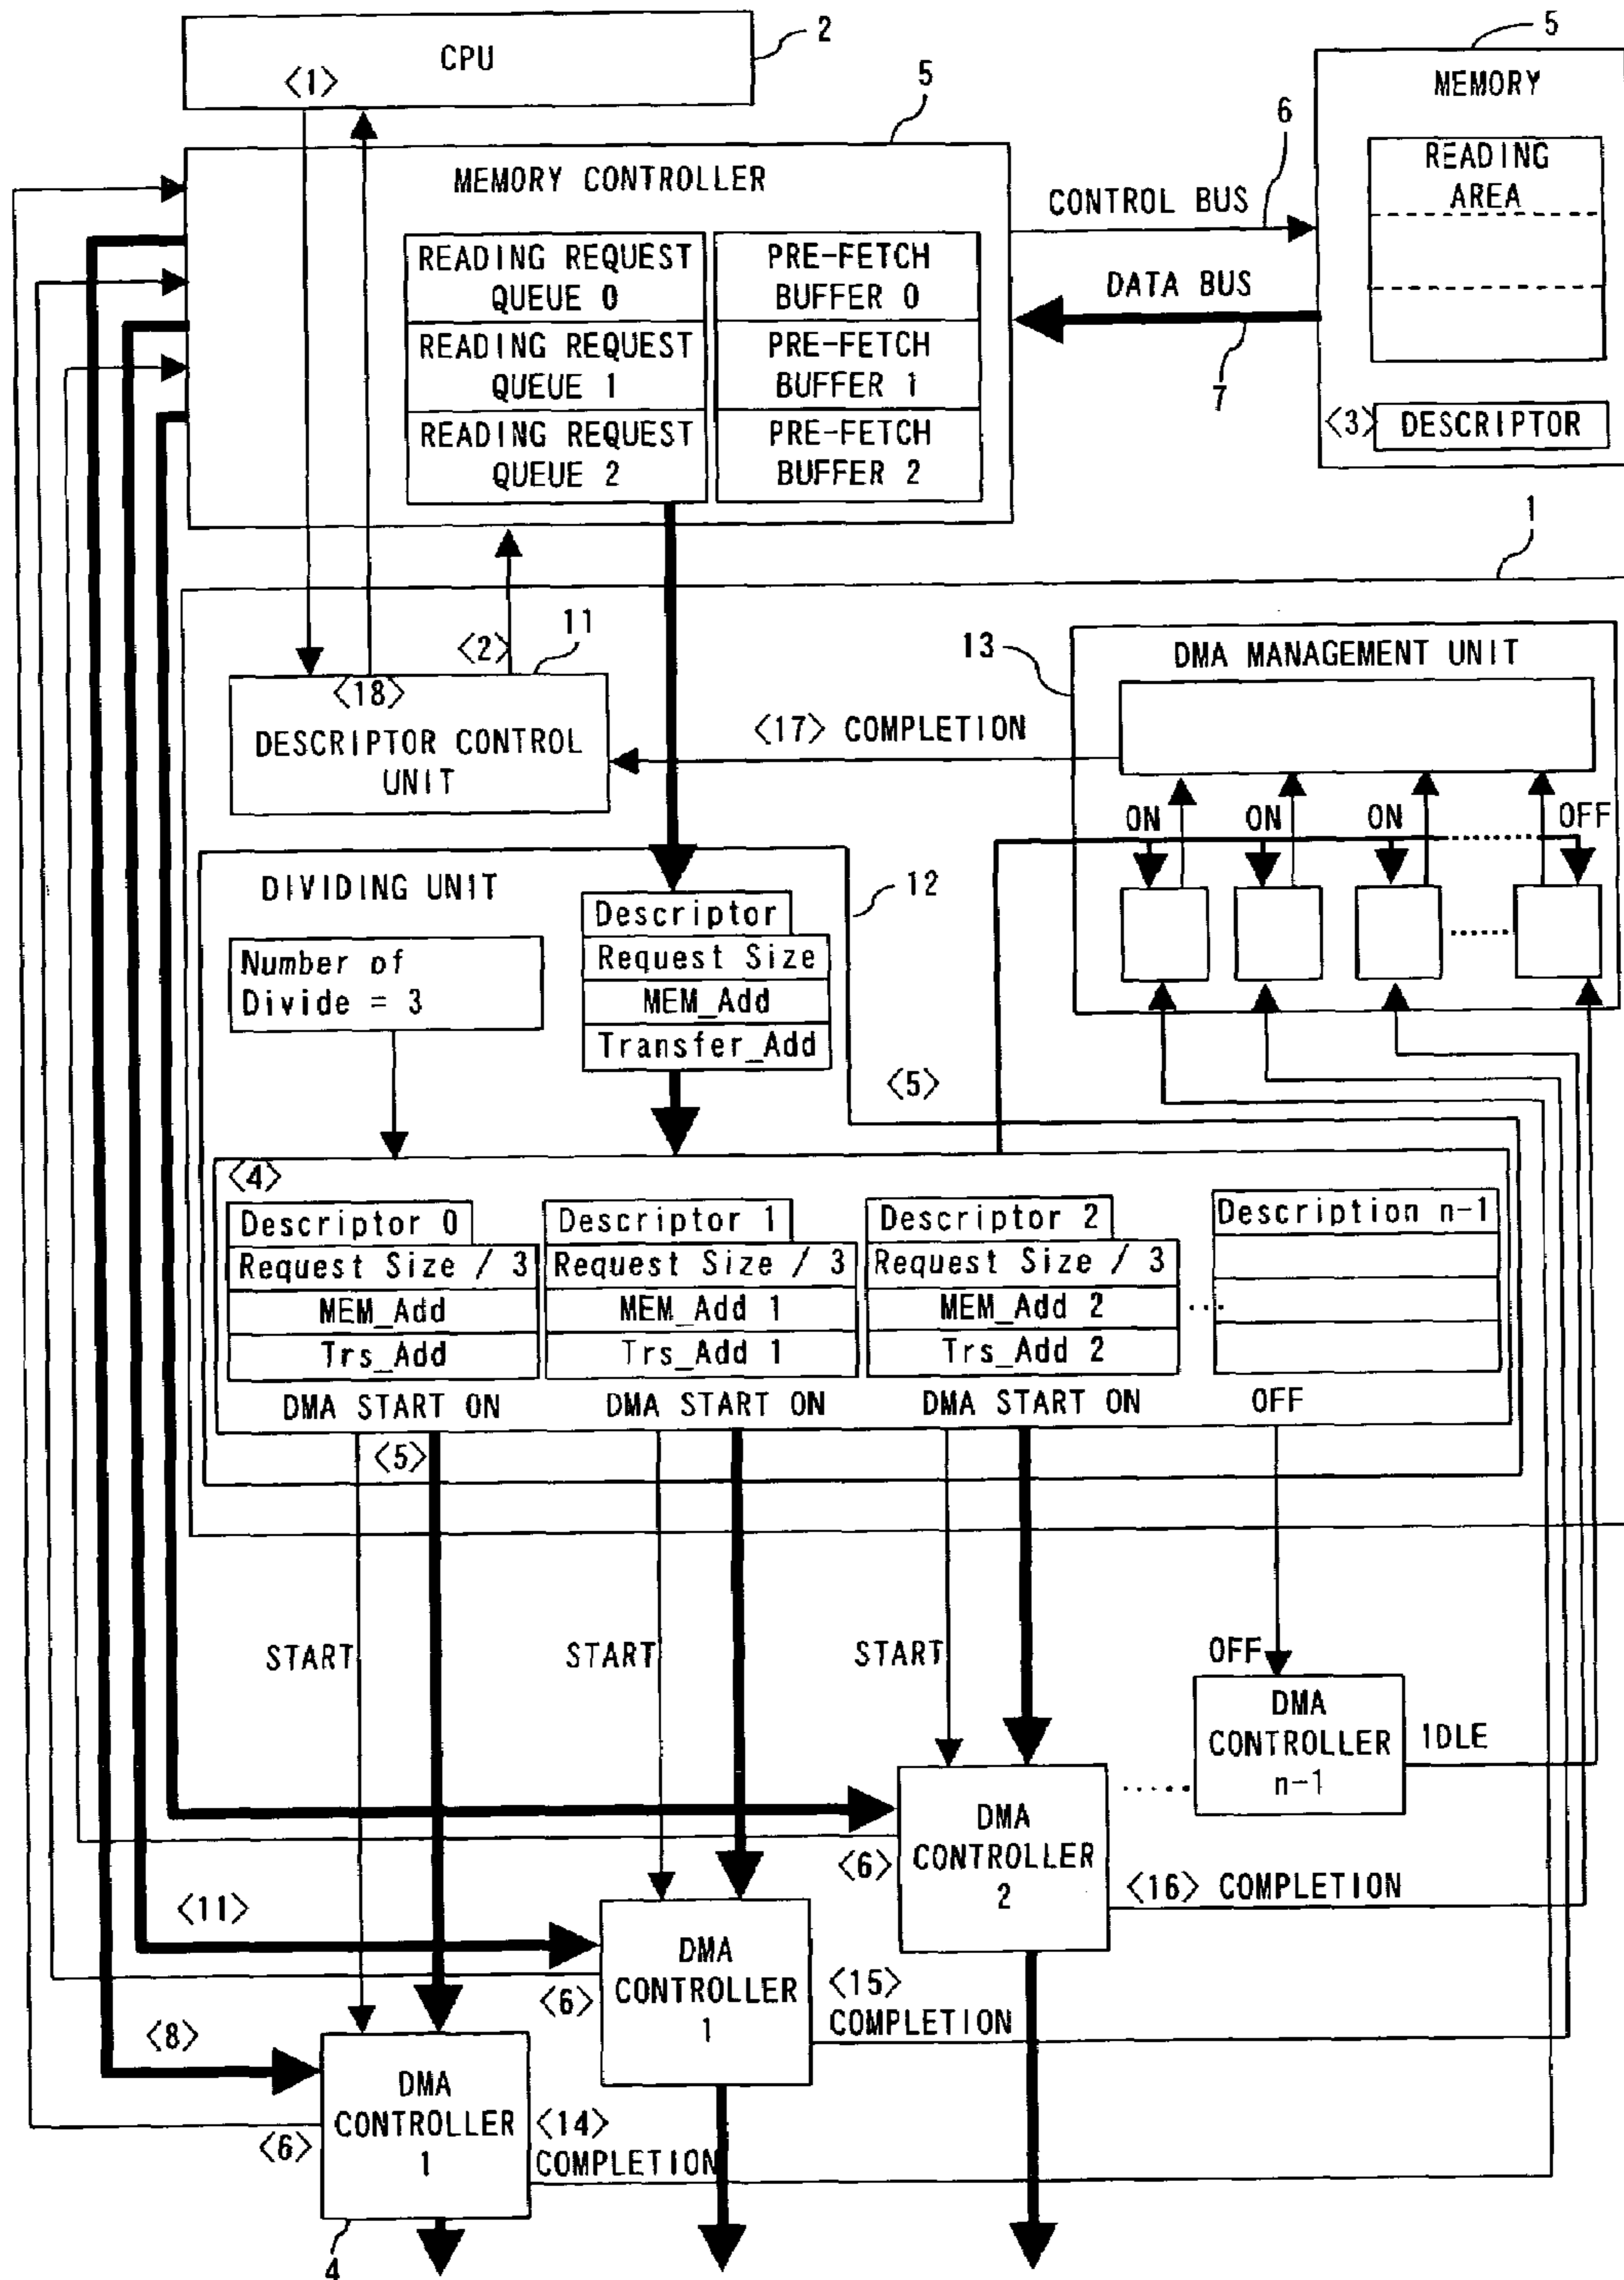 2
CPU
<1>
5
MEMORY CONTROLLER
READING REQUEST
QUEUE 0
READING REQUEST
QUEUE 1
READING REQUEST
QUEUE 2
PRE-FETCH
BUFFER 0
PRE-FETCH
BUFFER 1
PRE-FETCH
BUFFER 2
CONTROL BUS
6
DATA BUS
7
5
MEMORY
READING
AREA
<3>
DESCRIPTOR
1
<2>
11
<18>
DESCRIPTOR CONTROL
UNIT
<17> COMPLETION
13
DMA MANAGEMENT UNIT
ON
ON
ON
OFF
DIVIDING UNIT
12
Number of
Divide = 3
Descriptor
Request Size
MEM_Add
Transfer_Add
<5>
<4>
Descriptor 0
Request Size / 3
MEM_Add
Trs_Add
DMA START ON
Descriptor 1
Request Size / 3
MEM_Add 1
Trs_Add 1
DMA START ON
Descriptor 2
Request Size / 3
MEM_Add 2
Trs_Add 2
DMA START ON
Description n-1
OFF
<5>
START
START
START
OFF
DMA
CONTROLLER
n-1
IDLE
DMA
CONTROLLER
2
<6>
<16> COMPLETION
<11>
DMA
CONTROLLER
1
<6>
<15>
COMPLETION
<8>
DMA
CONTROLLER
1
<6>
<14>
COMPLETION
4